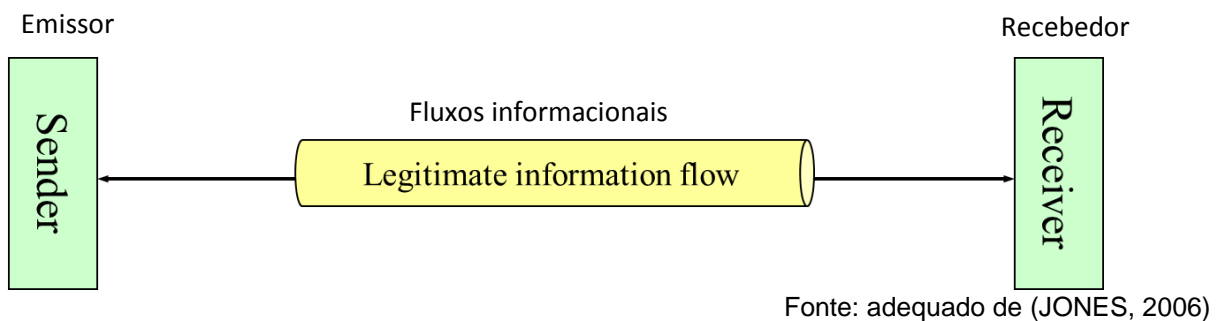 Emissor
Recebedor
Sender
Fluxos informacionais
Legitimate information flow
Receiver
Fonte: adequado de (JONES, 2006)